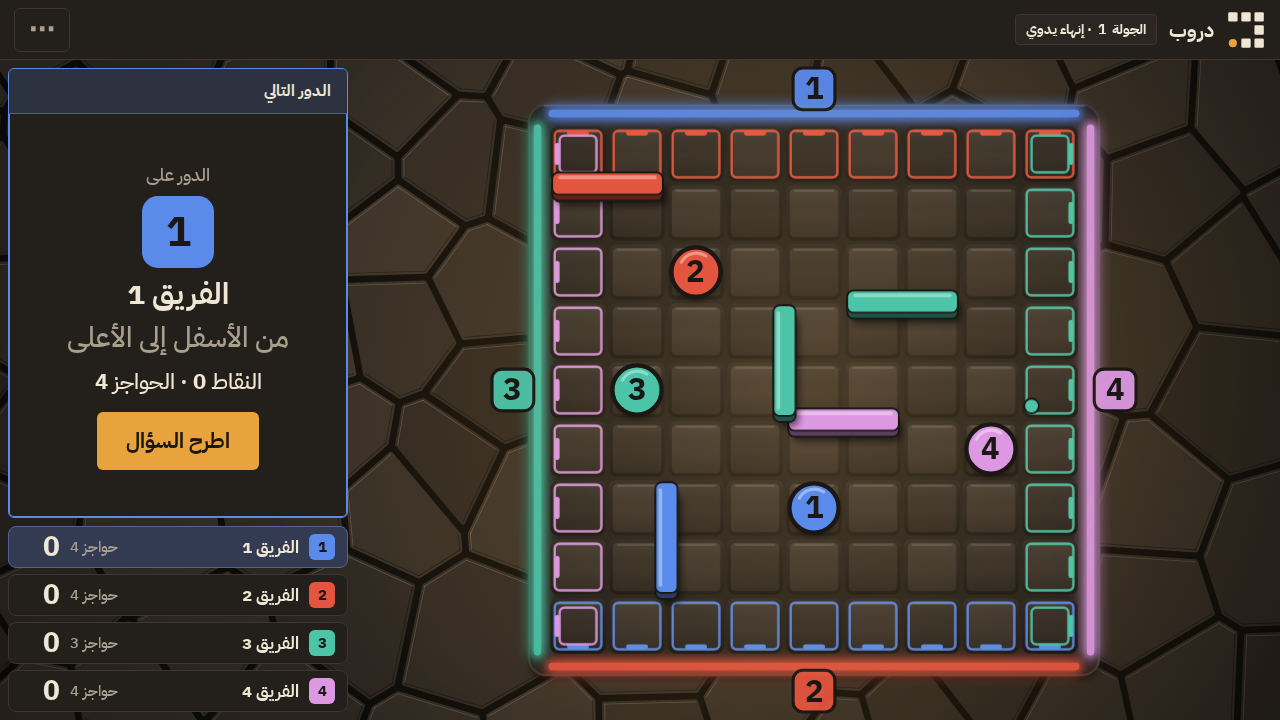 دروب
الجولة 1 · إنهاء يدوي
...
الدور التالي
الدور على
1
الفريق 1
من الأسفل إلى الأعلى
النقاط 0 · الحواجز 4
اطرح السؤال
1 الفريق 1 حواجز 4 0
2 الفريق 2 حواجز 4 0
3 الفريق 3 حواجز 3 0
4 الفريق 4 حواجز 4 0
1
2
3
3
4
4
1
2